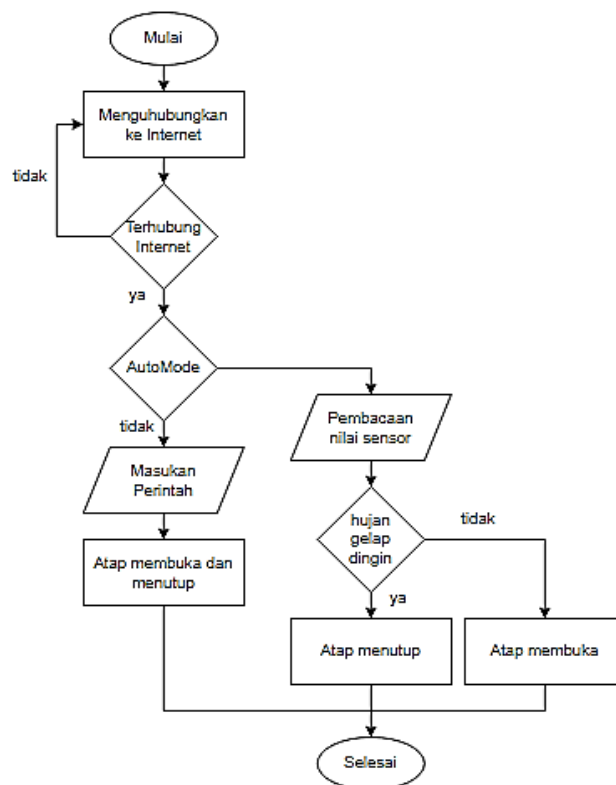 Mulai
Menguhubungkan
ke Internet
tidak
Terhubung
Internet
ya
AutoMode
tidak
Pembacaan
nilai sensor
Masukan
Perintah
hujan
gelap
dingin
tidak
Atap membuka dan
menutup
ya
Atap menutup
Atap membuka
Selesai